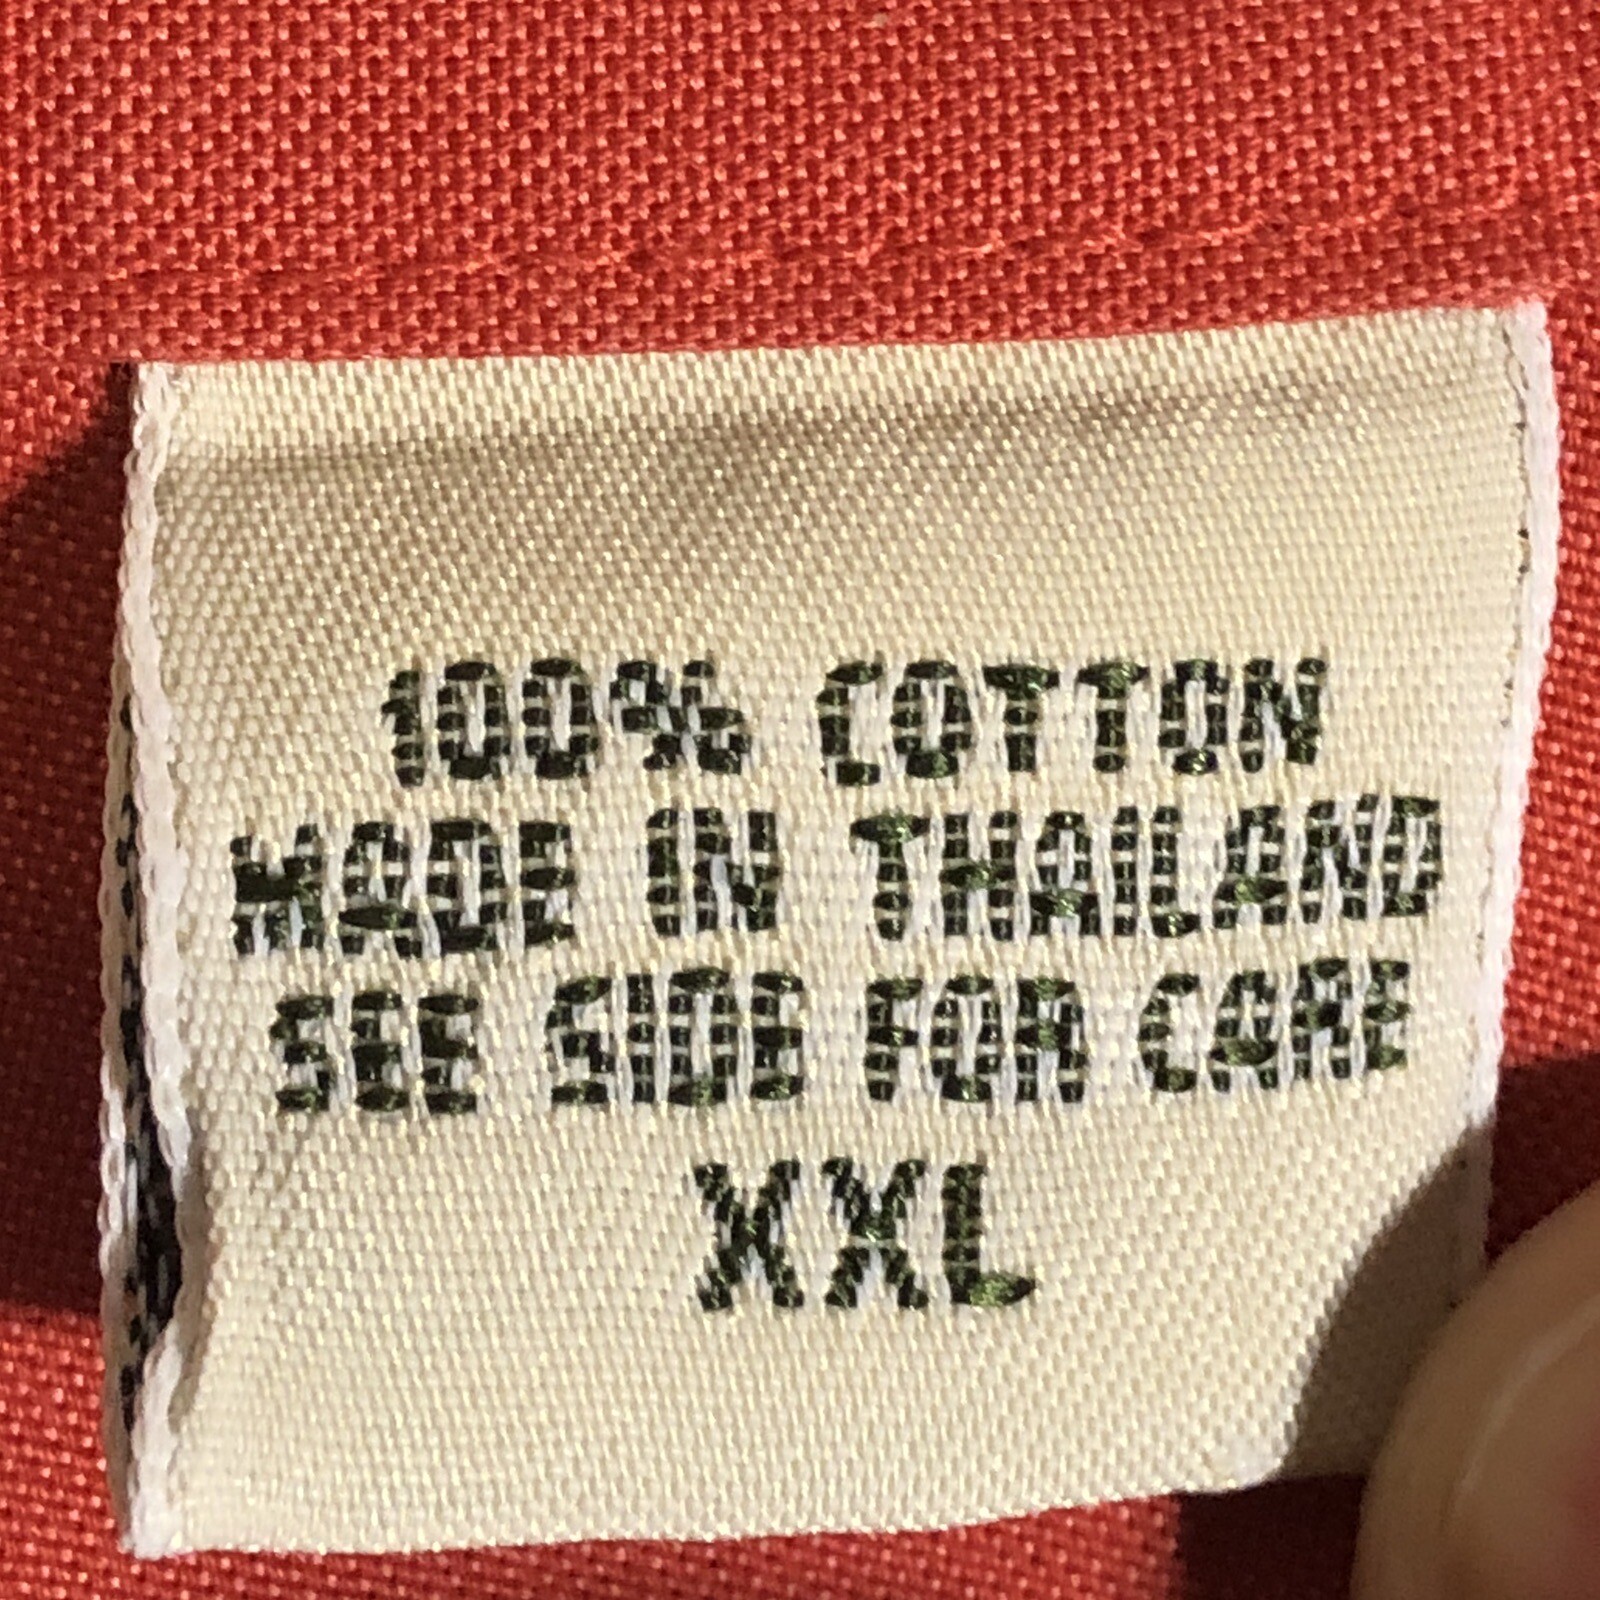 100% COTTON
MADE IN THAILAND
SEE SIDE FOR CARE
XXL